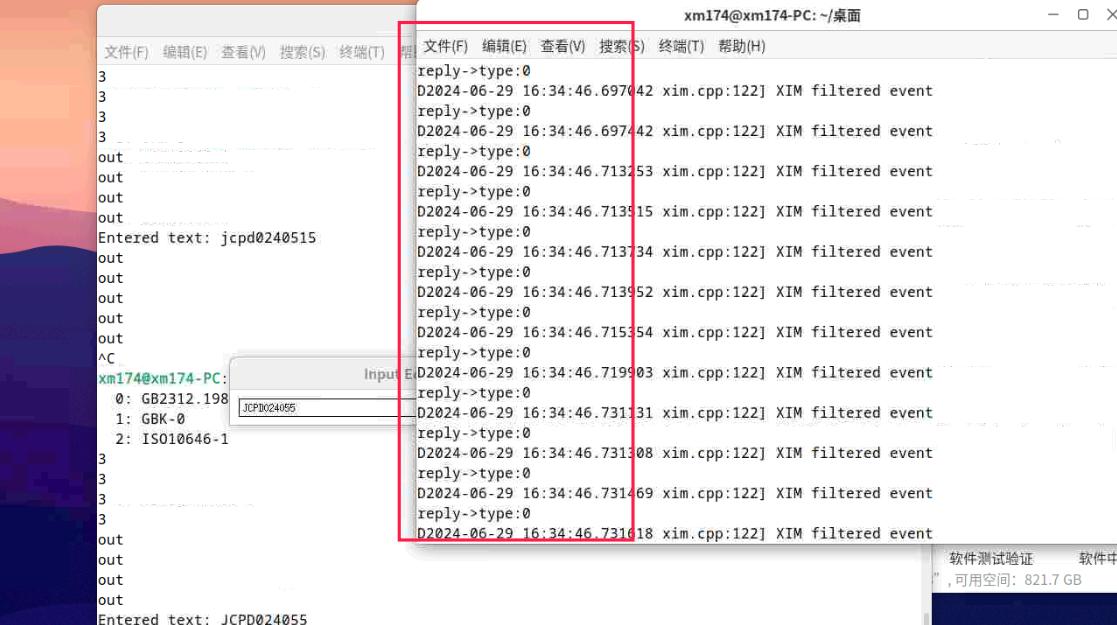 文件(F) 编辑(E) 查看(V) 搜索(S) 终端(T)
3
3
3
3
out
out
out
out
Entered text: jcpd0240515
out
out
out
out
out
^C
xm174@xm174-PC:
0: GB2312.198
1: GBK-0
2: ISO10646-1
3
3
3
3
out
out
out
out
Entered text: JCPD024055
Input E
JCPD024055
xm174@xm174-PC: ~/桌面
文件(F) 编辑(E) 查看(V) 搜索(S) 终端(T) 帮助(H)
reply->type:0
D2024-06-29 16:34:46.697042 xim.cpp:122] XIM filtered event
reply->type:0
D2024-06-29 16:34:46.697442 xim.cpp:122] XIM filtered event
reply->type:0
D2024-06-29 16:34:46.713253 xim.cpp:122] XIM filtered event
reply->type:0
D2024-06-29 16:34:46.713515 xim.cpp:122] XIM filtered event
reply->type:0
D2024-06-29 16:34:46.713734 xim.cpp:122] XIM filtered event
reply->type:0
D2024-06-29 16:34:46.713952 xim.cpp:122] XIM filtered event
reply->type:0
D2024-06-29 16:34:46.715354 xim.cpp:122] XIM filtered event
reply->type:0
D2024-06-29 16:34:46.719903 xim.cpp:122] XIM filtered event
reply->type:0
D2024-06-29 16:34:46.731131 xim.cpp:122] XIM filtered event
reply->type:0
D2024-06-29 16:34:46.731308 xim.cpp:122] XIM filtered event
reply->type:0
D2024-06-29 16:34:46.731469 xim.cpp:122] XIM filtered event
reply->type:0
D2024-06-29 16:34:46.731618 xim.cpp:122] XIM filtered event
软件测试验证 软件中
”, 可用空间: 821.7 GB